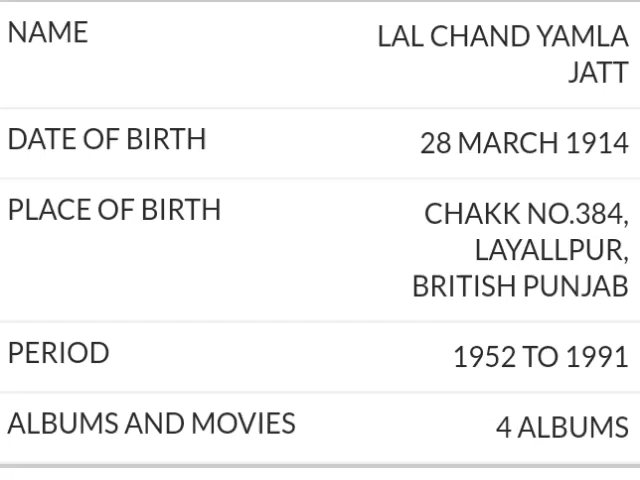 NAME
LAL CHAND YAMLA
JATT
DATE OF BIRTH
28 MARCH 1914
PLACE OF BIRTH
CHAKK NO.384,
LAYALLPUR,
BRITISH PUNJAB
PERIOD
1952 TO 1991
ALBUMS AND MOVIES
4 ALBUMS